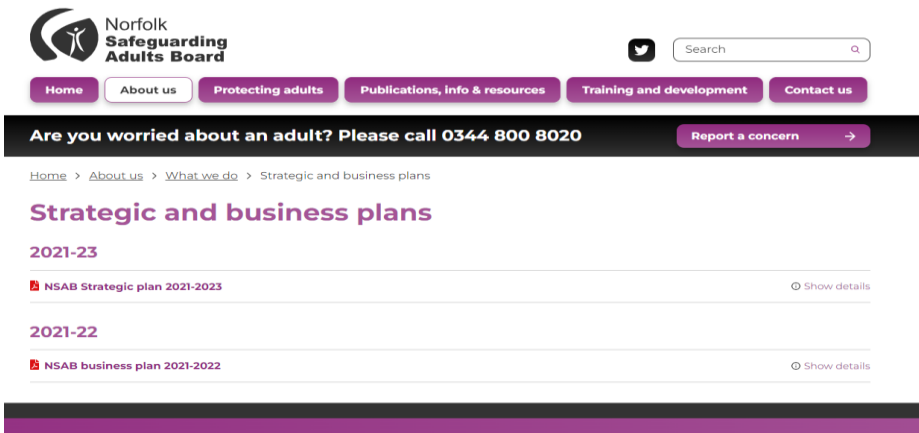 Norfolk
Safeguarding
Adults Board
Search
Home
About us
Protecting adults
Publications, info & resources
Training and development
Contact us
Are you worried about an adult? Please call 0344 800 8020
Report a concern
Home > About us > What we do > Strategic and business plans
Strategic and business plans
2021-23
NSAB Strategic plan 2021-2023
Show details
2021-22
NSAB business plan 2021-2022
Show details